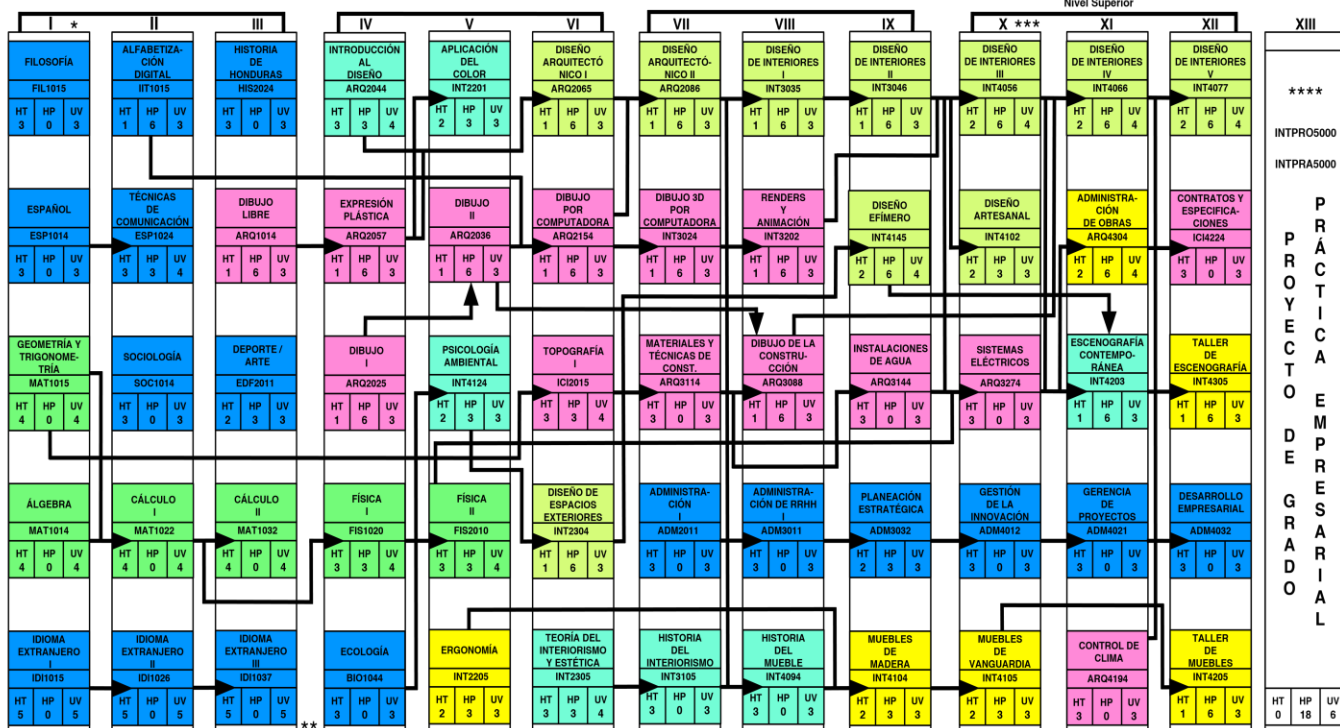 Nivel Superior
I * II III IV V VI VII VIII IX X *** XI XII XIII
FILOSOFÍA
FIL1015
HT HP UV
3 0 3
ALFABETIZA-
CIÓN
DIGITAL
IIT1015
HT HP UV
1 6 3
HISTORIA
DE
HONDURAS
HIS2024
HT HP UV
3 0 3
INTRODUCCIÓN
AL
DISEÑO
ARQ2044
HT HP UV
3 3 4
APLICACIÓN
DEL
COLOR
INT2201
HT HP UV
2 3 3
DISEÑO
ARQUITECTÓ-
NICO I
ARQ2065
HT HP UV
1 6 3
DISEÑO
ARQUITECTÓ-
NICO II
ARQ2086
HT HP UV
1 6 3
DISEÑO
DE INTERIORES
I
INT3035
HT HP UV
1 6 3
DISEÑO
DE INTERIORES
II
INT3046
HT HP UV
1 6 3
DISEÑO
DE INTERIORES
III
INT4056
HT HP UV
2 6 4
DISEÑO
DE INTERIORES
IV
INT4066
HT HP UV
2 6 4
DISEÑO
DE INTERIORES
V
INT4077
HT HP UV
2 6 4
****
INTPRO5000
INTPRA5000
ESPAÑOL
ESP1014
HT HP UV
3 0 3
TÉCNICAS
DE
COMUNICACIÓN
ESP1024
HT HP UV
3 3 4
DIBUJO
LIBRE
ARQ1014
HT HP UV
1 6 3
EXPRESIÓN
PLÁSTICA
ARQ2057
HT HP UV
1 6 3
DIBUJO
II
ARQ2036
HT HP UV
1 6 3
DIBUJO
POR
COMPUTADORA
ARQ2154
HT HP UV
1 6 3
DIBUJO 3D
POR
COMPUTADORA
INT3024
HT HP UV
1 6 3
RENDERS
Y
ANIMACIÓN
INT3202
HT HP UV
1 6 3
DISEÑO
EFÍMERO
INT4145
HT HP UV
2 6 4
DISEÑO
ARTESANAL
INT4102
HT HP UV
2 3 3
ADMINISTRA-
CIÓN
DE OBRAS
ARQ4304
HT HP UV
2 6 4
CONTRATOS Y
ESPECIFICA-
CIONES
ICI4224
HT HP UV
3 0 3
GEOMETRÍA Y
TRIGONOME-
TRÍA
MAT1015
HT HP UV
4 0 4
SOCIOLOGÍA
SOC1014
HT HP UV
3 0 3
DEPORTE /
ARTE
EDF2011
HT HP UV
2 3 3
DIBUJO
I
ARQ2025
HT HP UV
1 6 3
PSICOLOGÍA
AMBIENTAL
INT4124
HT HP UV
2 3 3
TOPOGRAFÍA
I
ICI2015
HT HP UV
3 3 4
MATERIALES Y
TÉCNICAS DE
CONST.
ARQ3114
HT HP UV
3 0 3
DIBUJO DE LA
CONSTRU-
CCIÓN
ARQ3088
HT HP UV
1 6 3
INSTALACIONES
DE AGUA
ARQ3144
HT HP UV
3 0 3
SISTEMAS
ELÉCTRICOS
ARQ3274
HT HP UV
3 0 3
ESCENOGRAFÍA
CONTEMPO-
RÁNEA
INT4203
HT HP UV
1 6 3
TALLER
DE
ESCENOGRAFÍA
INT4305
HT HP UV
1 6 3
ÁLGEBRA
MAT1014
HT HP UV
4 0 4
CÁLCULO
I
MAT1022
HT HP UV
4 0 4
CÁLCULO
II
MAT1032
HT HP UV
4 0 4
FÍSICA
I
FIS1020
HT HP UV
3 3 4
FÍSICA
II
FIS2010
HT HP UV
3 3 4
DISEÑO DE
ESPACIOS
EXTERIORES
INT2304
HT HP UV
1 6 3
ADMINISTRA-
CIÓN
I
ADM2011
HT HP UV
3 0 3
ADMINISTRA-
CIÓN DE RRHH
I
ADM3011
HT HP UV
3 0 3
PLANEACIÓN
ESTRATÉGICA
ADM3032
HT HP UV
2 3 3
GESTIÓN
DE LA
INNOVACIÓN
ADM4012
HT HP UV
3 0 3
GERENCIA
DE
PROYECTOS
ADM4021
HT HP UV
3 0 3
DESARROLLO
EMPRESARIAL
ADM4032
HT HP UV
3 0 3
IDIOMA
EXTRANJERO
I
IDI1015
HT HP UV
5 0 5
IDIOMA
EXTRANJERO
II
IDI1026
HT HP UV
5 0 5
IDIOMA
EXTRANJERO
III
IDI1037
HT HP UV
5 0 5
**
ECOLOGÍA
BIO1044
HT HP UV
3 0 3
ERGONOMÍA
INT2205
HT HP UV
2 3 3
TEORÍA DEL
INTERIORISMO
Y ESTÉTICA
INT2305
HT HP UV
3 3 4
HISTORIA
DEL
INTERIORISMO
INT3105
HT HP UV
3 0 3
HISTORIA
DEL
MUEBLE
INT4094
HT HP UV
3 0 3
MUEBLES
DE
MADERA
INT4104
HT HP UV
2 3 3
MUEBLES
DE
VANGUARDIA
INT4105
HT HP UV
2 3 3
CONTROL DE
CLIMA
ARQ4194
HT HP UV
3 0 3
TALLER
DE
MUEBLES
INT4205
HT HP UV
1 6 3
PROYECTO DE GRADO
PRÁCTICA EMPRESARIAL
HT HP UV
0 18 6